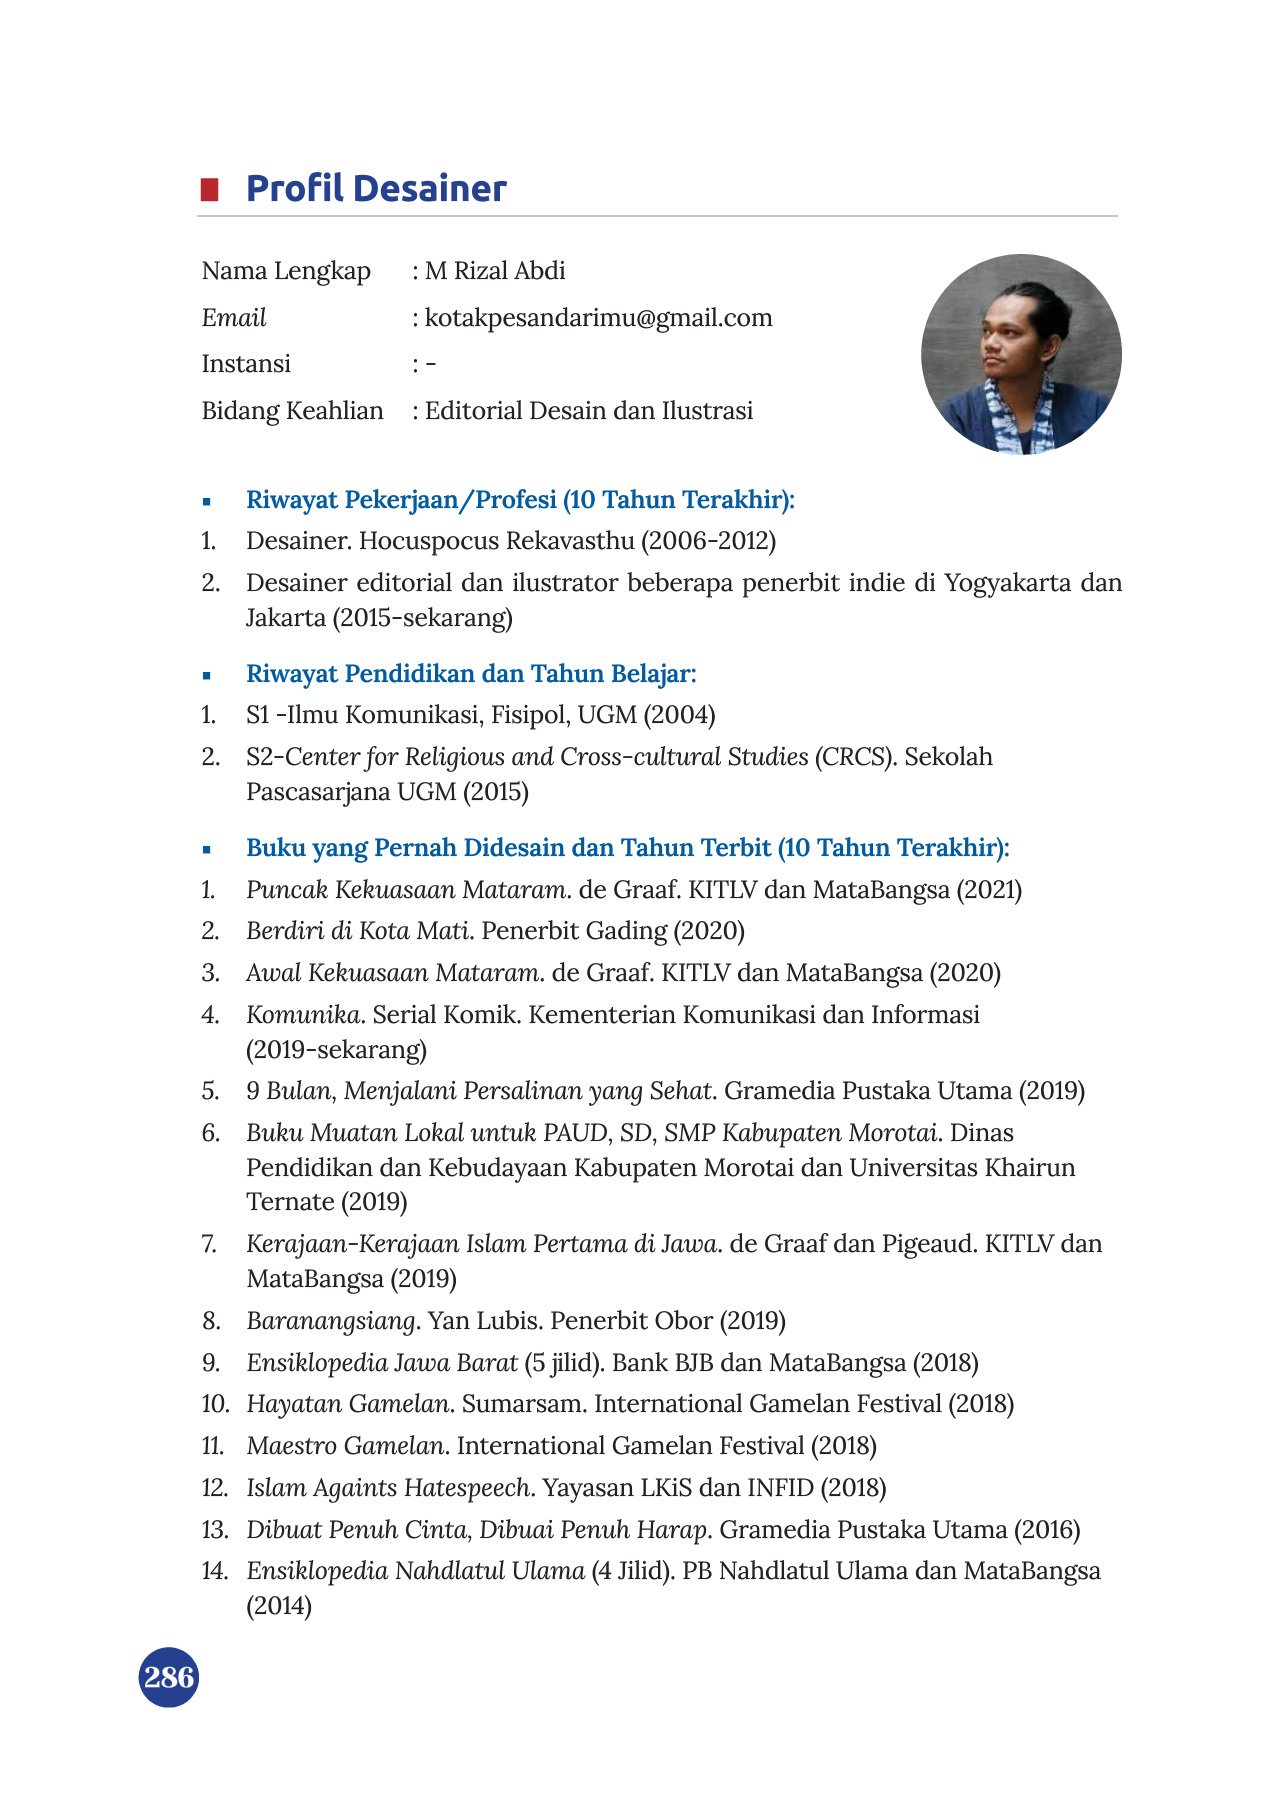 Profil Desainer
Nama Lengkap : M Rizal Abdi
Email : kotakpesandarimu@gmail.com
Instansi : -
Bidang Keahlian : Editorial Desain dan Ilustrasi
▪ Riwayat Pekerjaan/Profesi (10 Tahun Terakhir):
1. Desainer. Hocuspocus Rekavasthu (2006-2012)
2. Desainer editorial dan ilustrator beberapa penerbit indie di Yogyakarta dan
Jakarta (2015-sekarang)
▪ Riwayat Pendidikan dan Tahun Belajar:
1. S1 -Ilmu Komunikasi, Fisipol, UGM (2004)
2. S2-Center for Religious and Cross-cultural Studies (CRCS). Sekolah
Pascasarjana UGM (2015)
▪ Buku yang Pernah Didesain dan Tahun Terbit (10 Tahun Terakhir):
1. Puncak Kekuasaan Mataram. de Graaf. KITLV dan MataBangsa (2021)
2. Berdiri di Kota Mati. Penerbit Gading (2020)
3. Awal Kekuasaan Mataram. de Graaf. KITLV dan MataBangsa (2020)
4. Komunika. Serial Komik. Kementerian Komunikasi dan Informasi
(2019-sekarang)
5. 9 Bulan, Menjalani Persalinan yang Sehat. Gramedia Pustaka Utama (2019)
6. Buku Muatan Lokal untuk PAUD, SD, SMP Kabupaten Morotai. Dinas
Pendidikan dan Kebudayaan Kabupaten Morotai dan Universitas Khairun
Ternate (2019)
7. Kerajaan-Kerajaan Islam Pertama di Jawa. de Graaf dan Pigeaud. KITLV dan
MataBangsa (2019)
8. Baranangsiang. Yan Lubis. Penerbit Obor (2019)
9. Ensiklopedia Jawa Barat (5 jilid). Bank BJB dan MataBangsa (2018)
10. Hayatan Gamelan. Sumarsam. International Gamelan Festival (2018)
11. Maestro Gamelan. International Gamelan Festival (2018)
12. Islam Againts Hatespeech. Yayasan LKiS dan INFID (2018)
13. Dibuat Penuh Cinta, Dibuai Penuh Harap. Gramedia Pustaka Utama (2016)
14. Ensiklopedia Nahdlatul Ulama (4 Jilid). PB Nahdlatul Ulama dan MataBangsa
(2014)
286